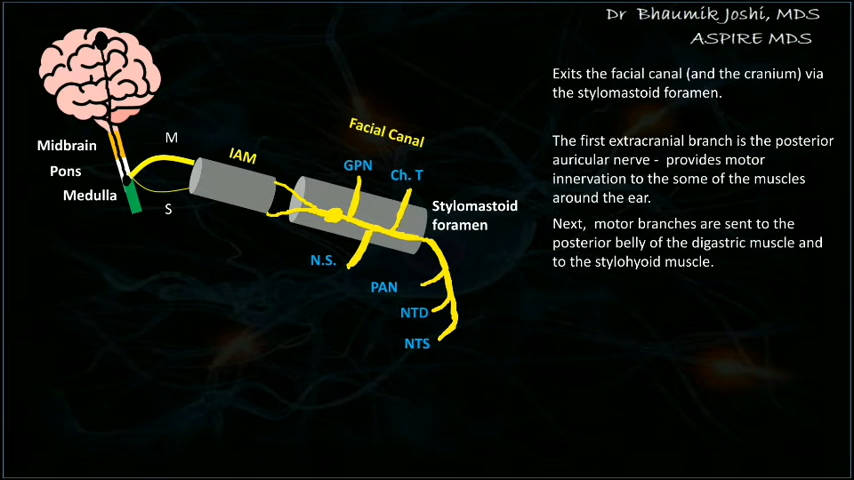 Dr Bhaumik Joshi, MDS
ASPIRE MDS
Exits the facial canal (and the cranium) via
the stylomastoid foramen.
The first extracranial branch is the posterior
auricular nerve - provides motor
innervation to the some of the muscles
around the ear.
Next, motor branches are sent to the
posterior belly of the digastric muscle and
to the stylohyoid muscle.
Midbrain
Pons
Medulla
M
S
IAM
Facial Canal
GPN
Ch. T
Stylomastoid
foramen
N.S.
PAN
NTD
NTS